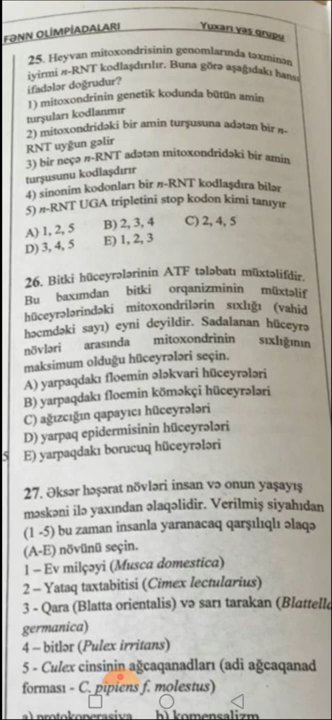 FƏNN OLİMPİADALARI
Yuxarı yaş qrupu
25. Heyvan mitoxondrisinin genomlarında təxminən
iyirmi n-RNT kodlaşdırılır. Buna görə aşağıdakı hansı
ifadələr doğrudur?
1) mitoxondrinin genetik kodunda bütün amin
turşuları kodlanmır
2) mitoxondridəki bir amin turşusuna adətən bir n-
RNT uyğun gəlir
3) bir neçə n-RNT adətən mitoxondridəki bir amin
turşusunu kodlaşdırır
4) sinonim kodonları bir n-RNT kodlaşdıra bilər
5) n-RNT UGA tripletini stop kodon kimi tanıyır
A) 1, 2, 5 B) 2, 3, 4 C) 2, 4, 5
D) 3, 4, 5 E) 1, 2, 3
26. Bitki hüceyrələrinin ATF tələbatı müxtəlifdir.
Bu baxımdan bitki orqanizminin müxtəlif
hüceyrələrindəki mitoxondrilərin sıxlığı (vahid
həcmdəki sayı) eyni deyildir. Sadalanan hüceyrə
növləri arasında mitoxondrinin sıxlığının
maksimum olduğu hüceyrələri seçin.
A) yarpaqdakı floemin ələkvari hüceyrələri
B) yarpaqdakı floemin köməkçi hüceyrələri
C) ağızcığın qapayıcı hüceyrələri
D) yarpaq epidermisinin hüceyrələri
E) yarpaqdakı borucuq hüceyrələri
27. Əksər həşərat növləri insan və onun yaşayış
məskəni ilə yaxından əlaqəlidir. Verilmiş siyahıdan
(1 -5) bu zaman insanla yaranacaq qarşılıqlı əlaqə
(A-E) növünü seçin.
1 – Ev milçəyi (Musca domestica)
2 – Yataq taxtabitisi (Cimex lectularius)
3 - Qara (Blatta orientalis) və sarı tarakan (Blattella
germanica)
4 – bitlər (Pulex irritans)
5 - Culex cinsinin ağcaqanadları (adi ağcaqanad
forması - C. pipiens f. molestus)
a) protokooperasiya b) komensalizm